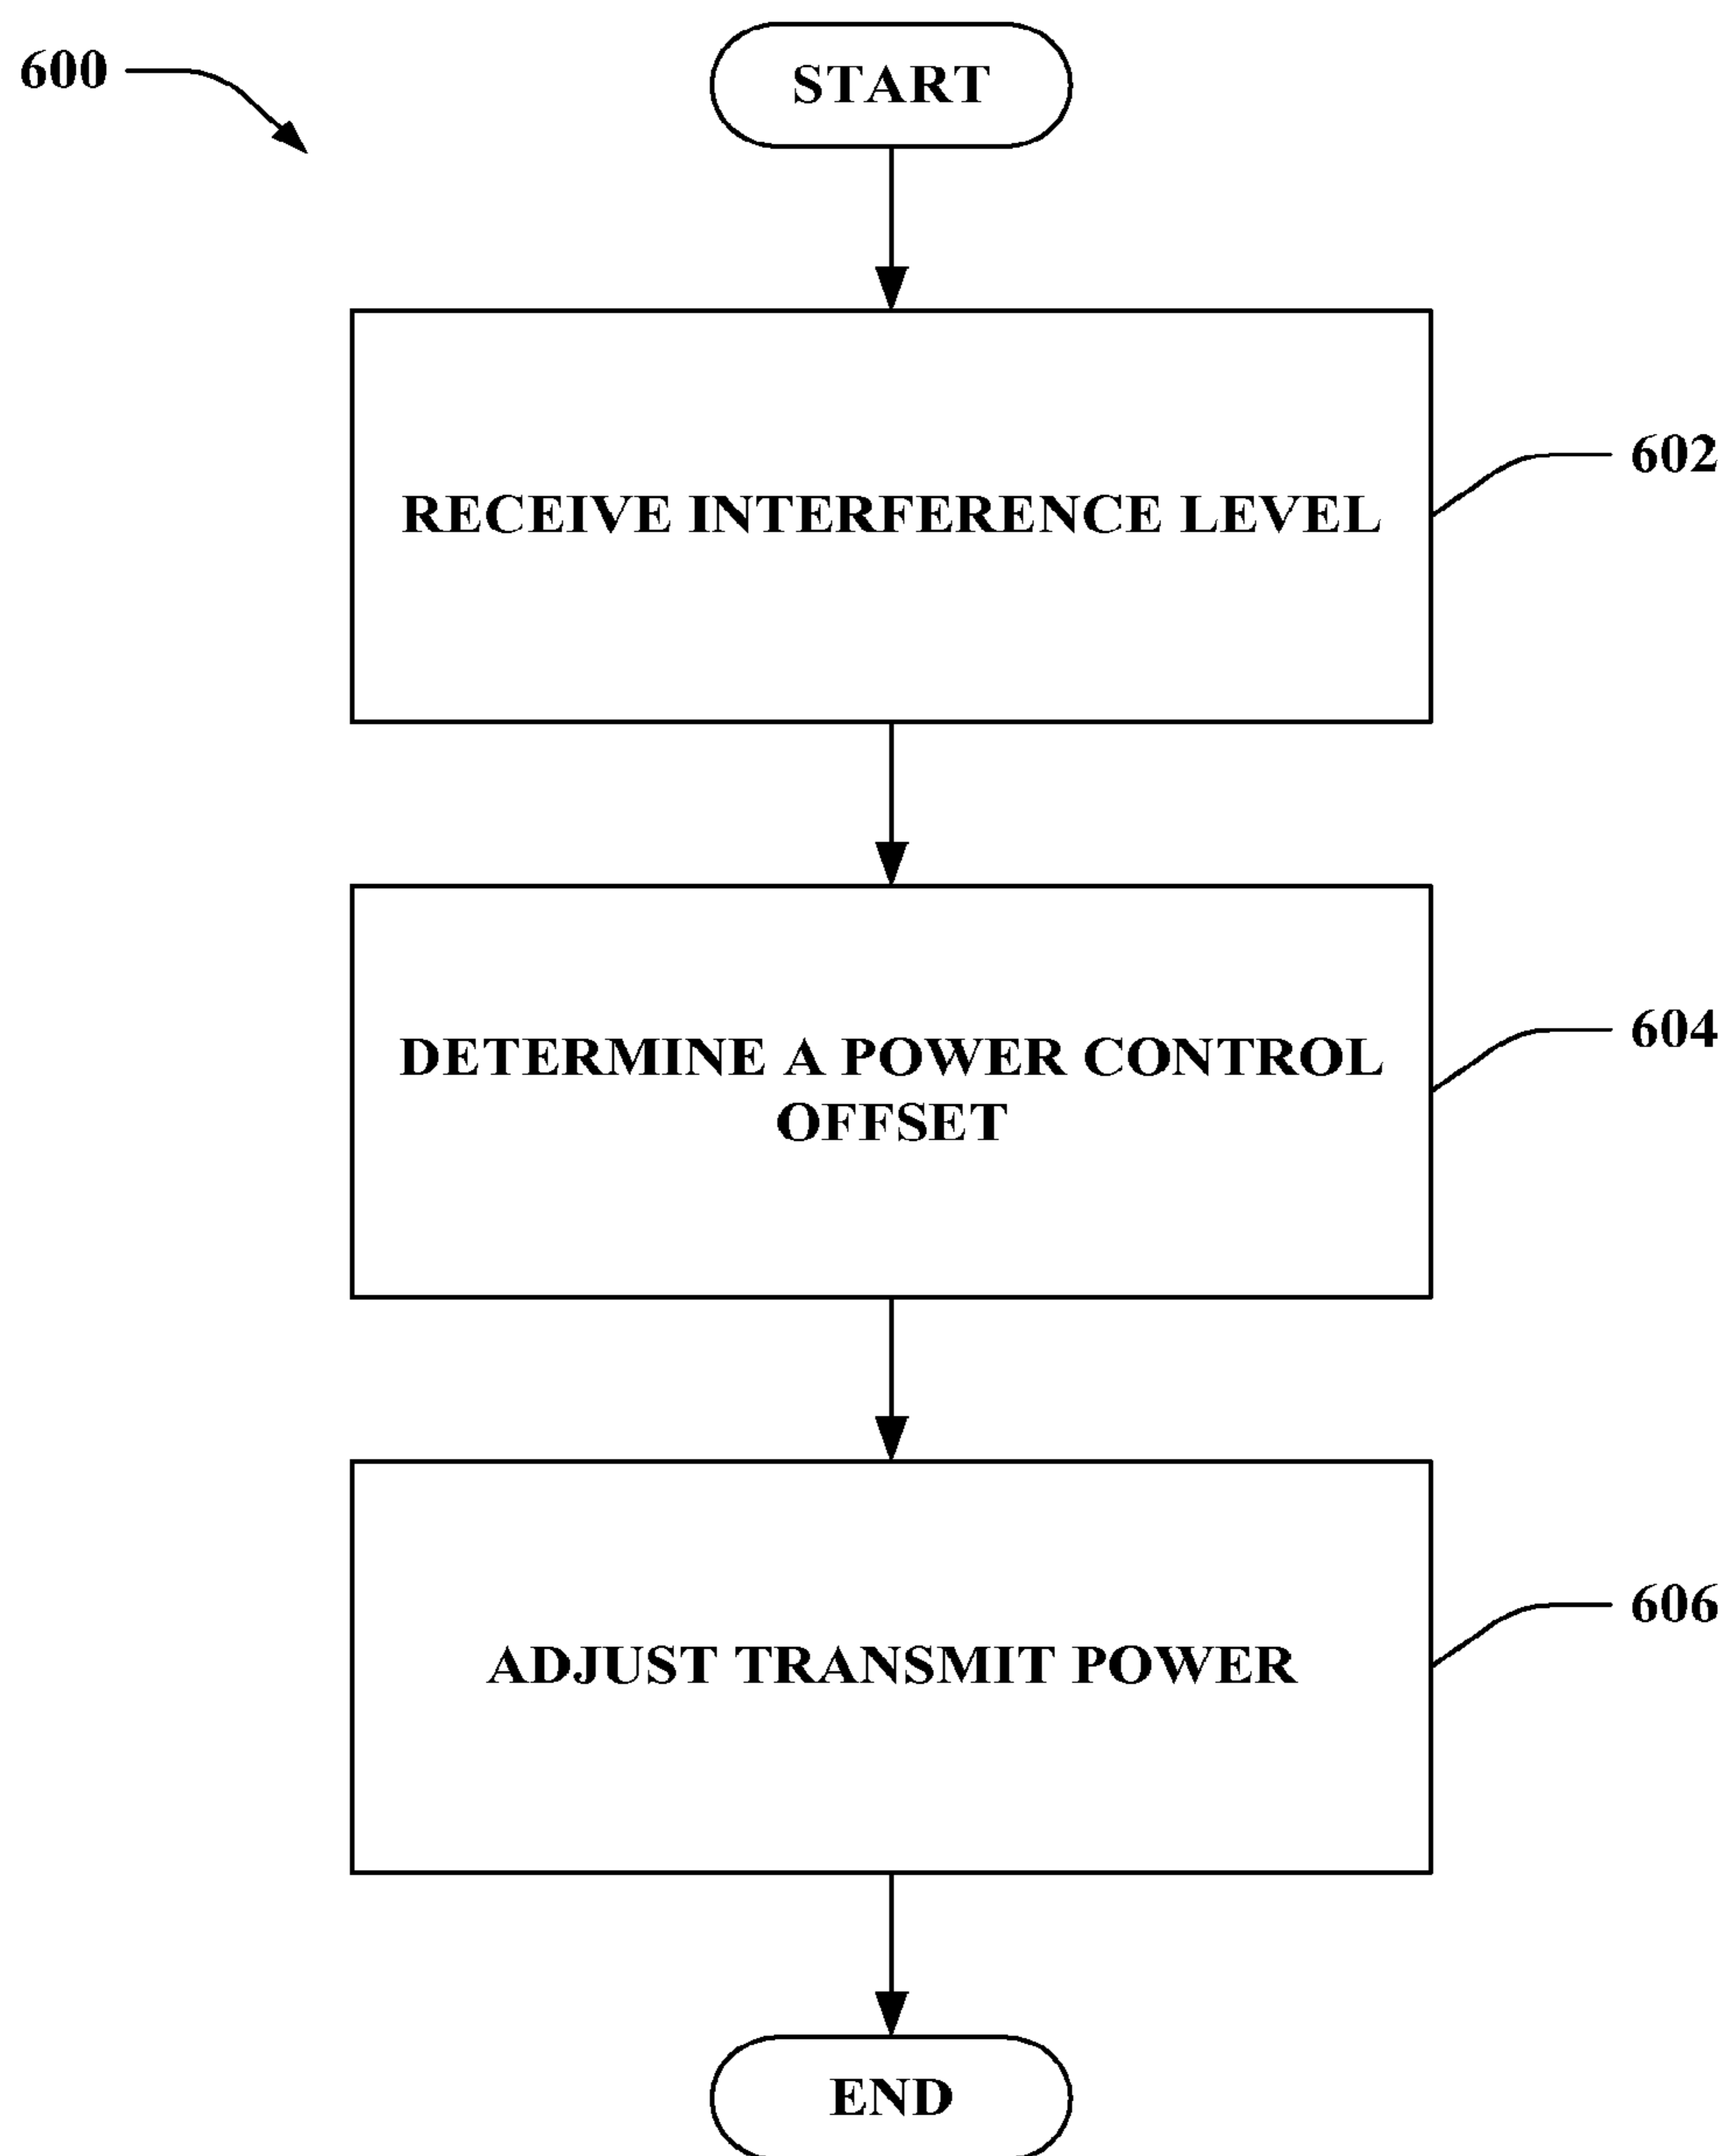 600
START
RECEIVE INTERFERENCE LEVEL
602
DETERMINE A POWER CONTROL
OFFSET
604
ADJUST TRANSMIT POWER
606
END